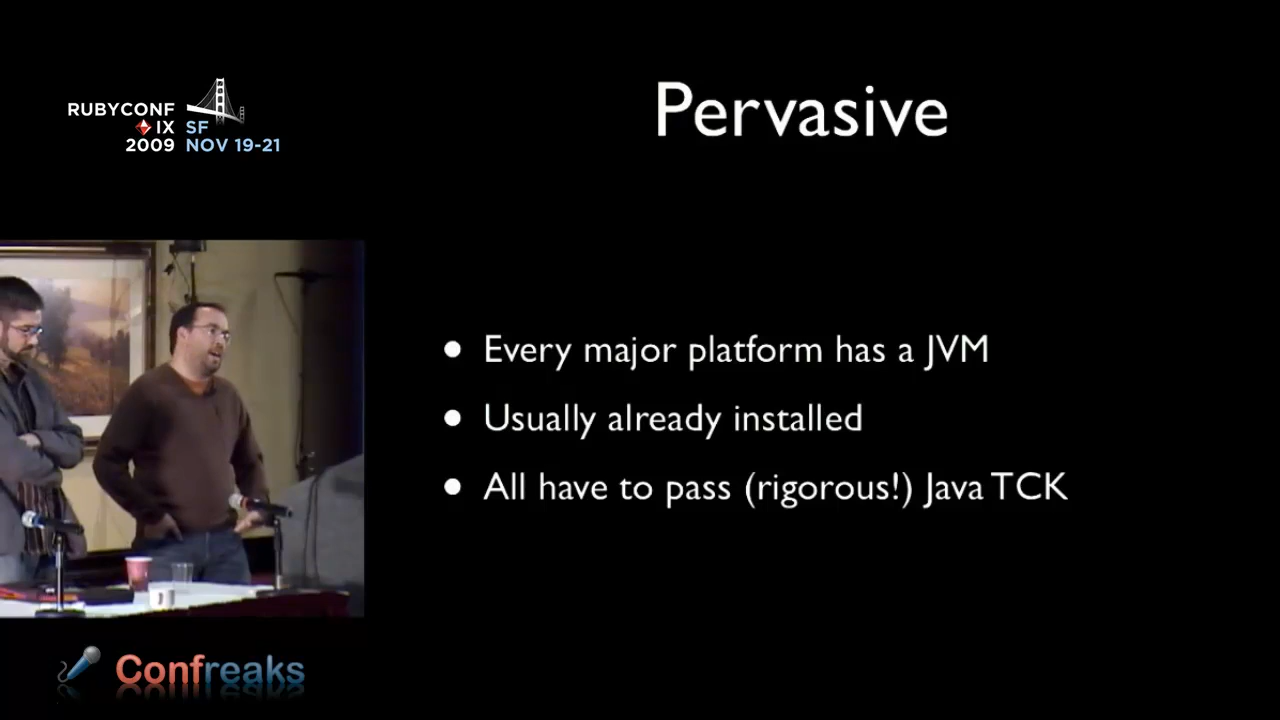 RUBYCONF
IX SF
2009 NOV 19-21
Pervasive
• Every major platform has a JVM
• Usually already installed
• All have to pass (rigorous!) Java TCK
Confreaks